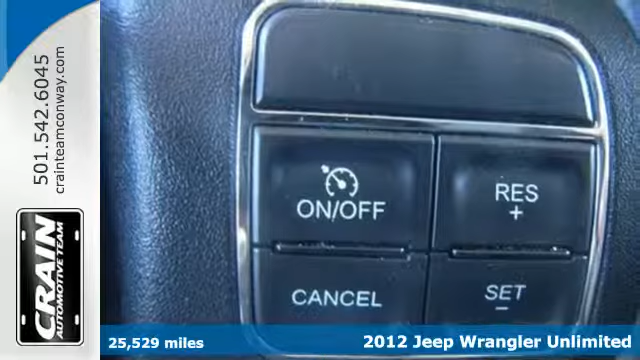 501.542.6045
crainteamconway.com
CRAIN
AUTOMOTIVE TEAM
ON/OFF
RES
+
CANCEL
SET
−
25,529 miles
2012 Jeep Wrangler Unlimited